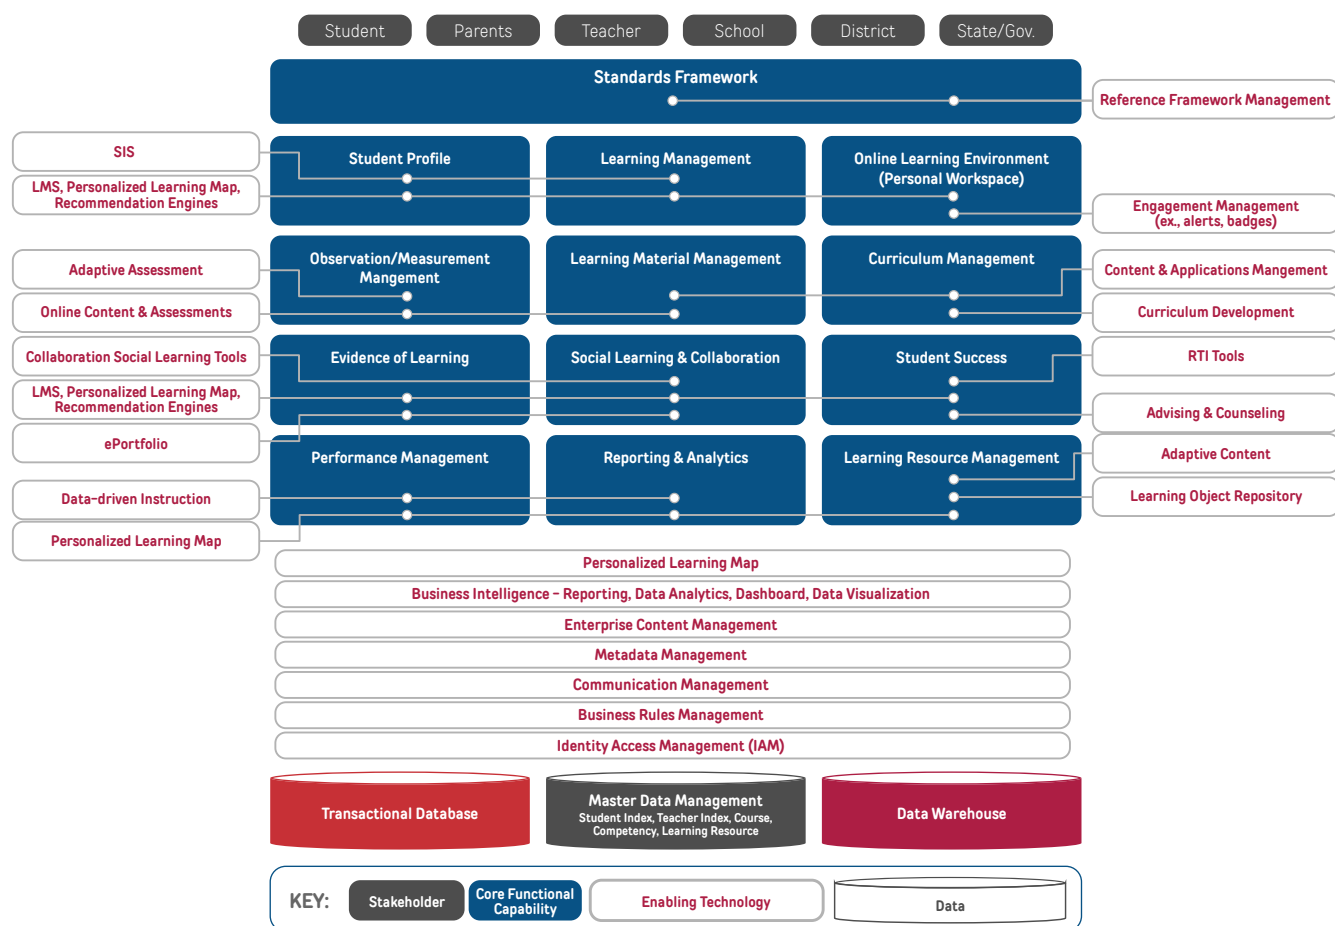 Student
Parents
Teacher
School
District
State/Gov.
Standards Framework
Reference Framework Management
SIS
LMS, Personalized Learning Map,
Recommendation Engines
Student Profile
Learning Management
Online Learning Environment
(Personal Workspace)
Engagement Management
(ex., alerts, badges)
Adaptive Assessment
Online Content & Assessments
Observation/Measurement
Mangement
Learning Material Management
Curriculum Management
Content & Applications Mangement
Curriculum Development
Collaboration Social Learning Tools
LMS, Personalized Learning Map,
Recommendation Engines
ePortfolio
Evidence of Learning
Social Learning & Collaboration
Student Success
RTI Tools
Advising & Counseling
Performance Management
Reporting & Analytics
Learning Resource Management
Adaptive Content
Learning Object Repository
Data-driven Instruction
Personalized Learning Map
Personalized Learning Map
Business Intelligence – Reporting, Data Analytics, Dashboard, Data Visualization
Enterprise Content Management
Metadata Management
Communication Management
Business Rules Management
Identity Access Management (IAM)
Transactional Database
Master Data Management
Student Index, Teacher Index, Course,
Competency, Learning Resource
Data Warehouse
KEY:
Stakeholder
Core Functional
Capability
Enabling Technology
Data